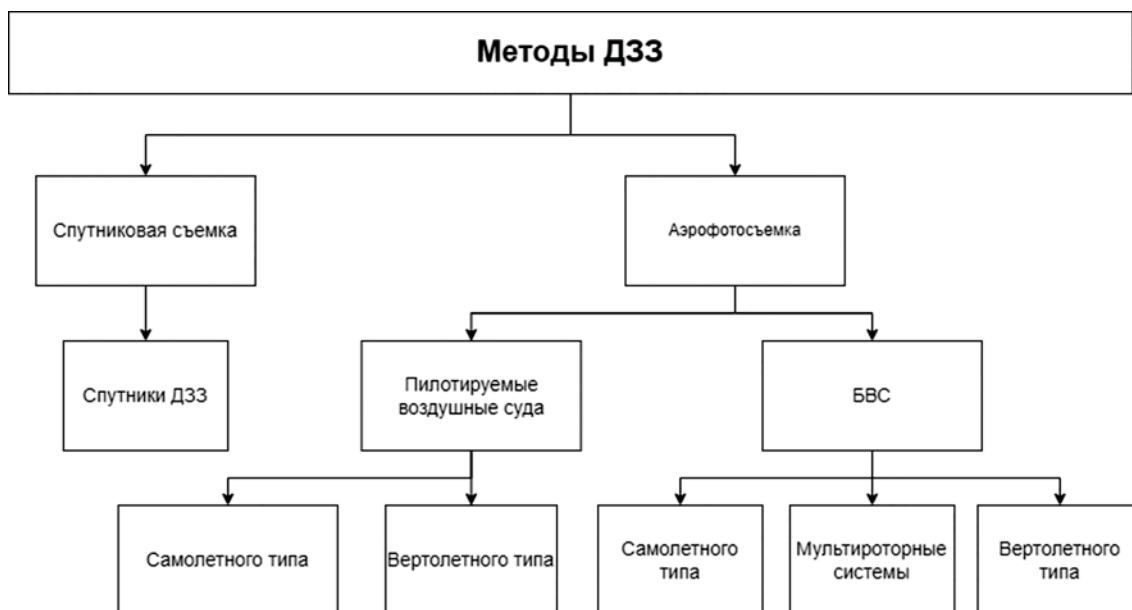 Методы ДЗЗ
Спутниковая съемка
Аэрофотосъемка
Спутники ДЗЗ
Пилотируемые
воздушные суда
БВС
Самолетного типа
Вертолетного типа
Самолетного
типа
Мультироторные
системы
Вертолетного
типа